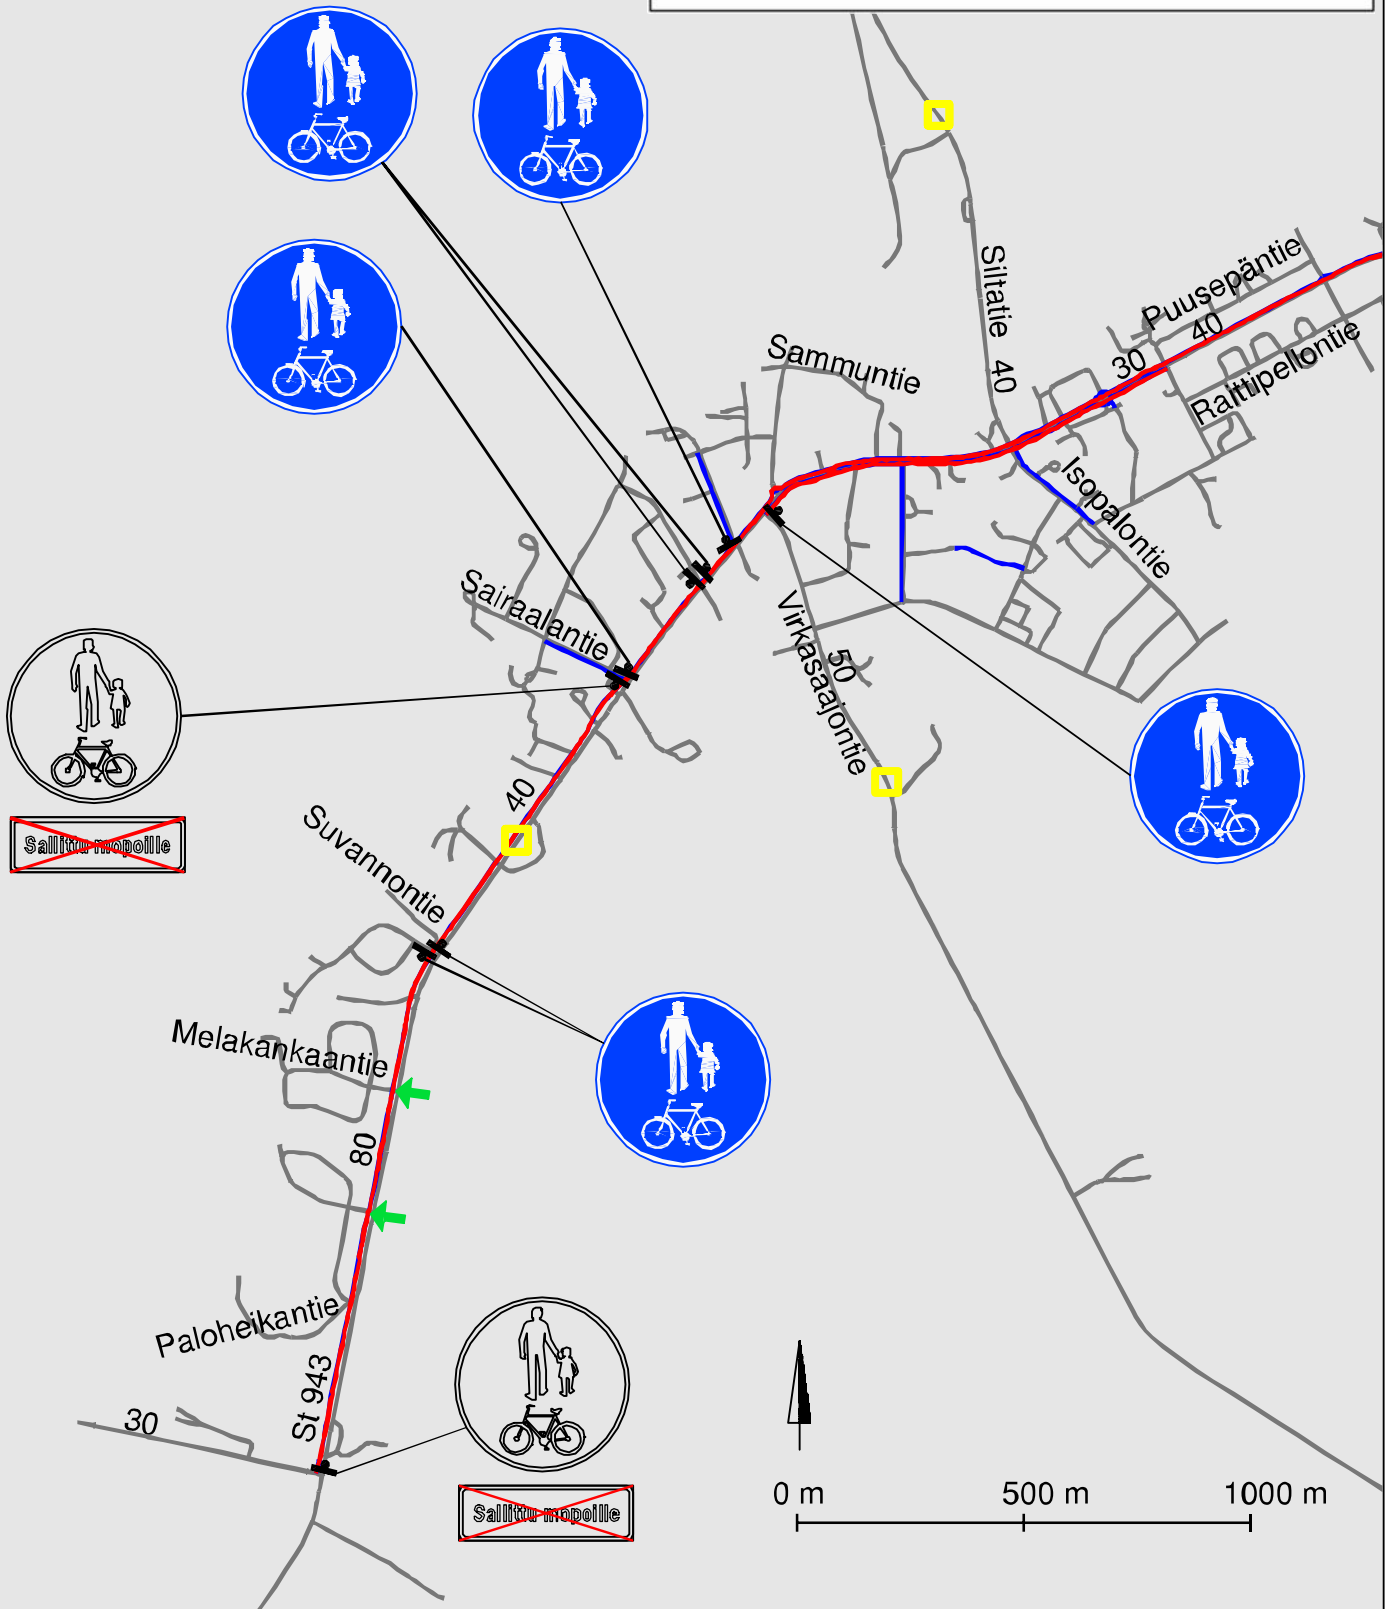 Siltatie 40
Puusepäntie
40
30
Raittipellontie
Sammuntie
Isopalontie
Sairaalantie
Virkasaajontie
50
Sallittu mopoille
40
Suvannontie
Melakankaantie
80
Paloheikantie
St 943
30
Sallittu mopoille
0 m
500 m
1000 m